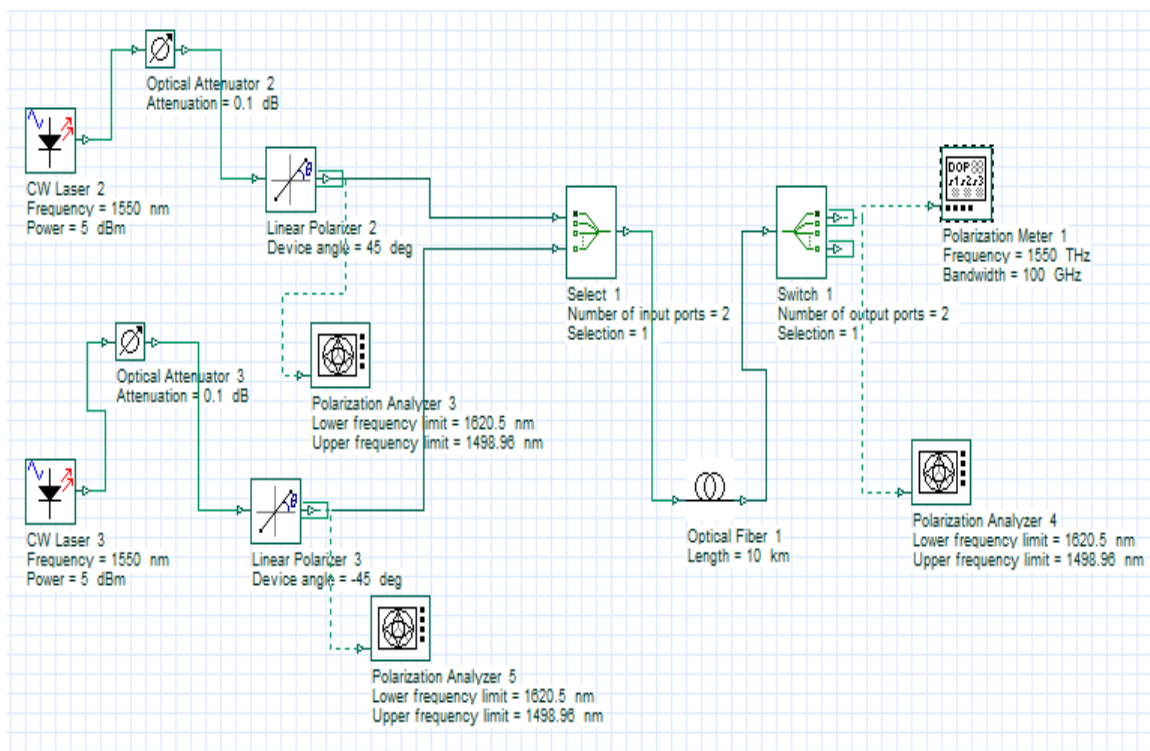 Optical Attenuator 2
Attenuation = 0.1 dB
CW Laser 2
Frequency = 1550 nm
Power = 5 dBm
θ
Linear Polarizer 2
Device angle = 45 deg
Select 1
Number of input ports = 2
Selection = 1
Switch 1
Number of output ports = 2
Selection = 1
DOP
s1s2s3
Polarization Meter 1
Frequency = 1550 THz
Bandwidth = 100 GHz
Optical Attenuator 3
Attenuation = 0.1 dB
Polarization Analyzer 3
Lower frequency limit = 1620.5 nm
Upper frequency limit = 1498.96 nm
CW Laser 3
Frequency = 1550 nm
Power = 5 dBm
θ
Linear Polarizer 3
Device angle = -45 deg
Optical Fiber 1
Length = 10 km
Polarization Analyzer 4
Lower frequency limit = 1620.5 nm
Upper frequency limit = 1498.96 nm
Polarization Analyzer 5
Lower frequency limit = 1620.5 nm
Upper frequency limit = 1498.96 nm